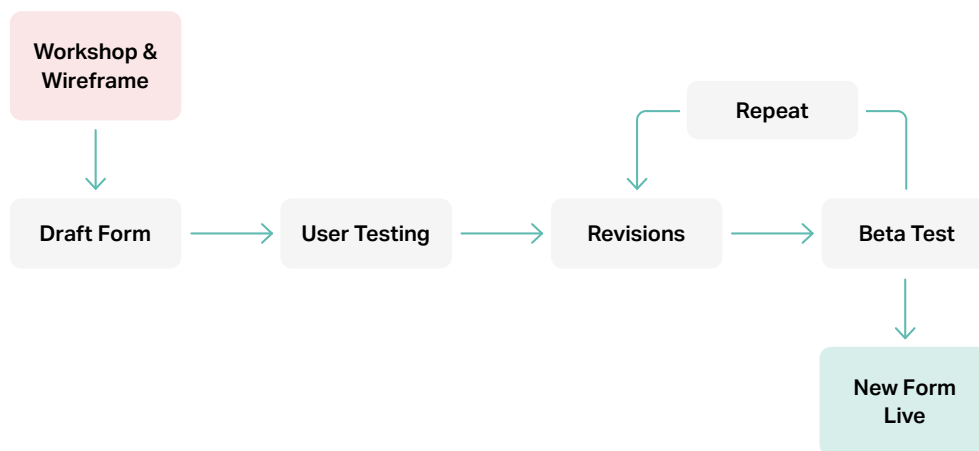 Workshop &
Wireframe
Repeat
Draft Form
User Testing
Revisions
Beta Test
New Form
Live